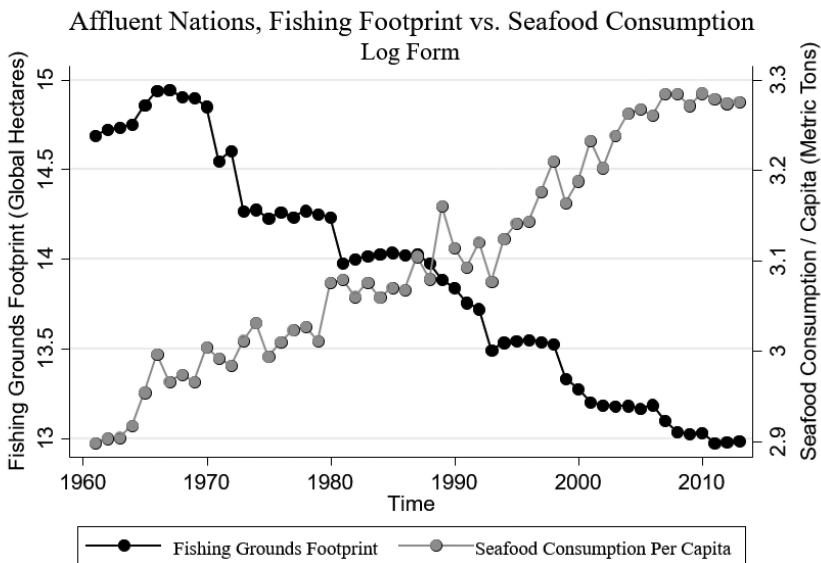 Affluent Nations, Fishing Footprint vs. Seafood Consumption
Log Form
Fishing Grounds Footprint (Global Hectares)
15
14.5
14
13.5
13
3.3
3.2
3.1
3
2.9
Seafood Consumption / Capita (Metric Tons)
1960 1970 1980 1990 2000 2010
Time
Fishing Grounds Footprint Seafood Consumption Per Capita